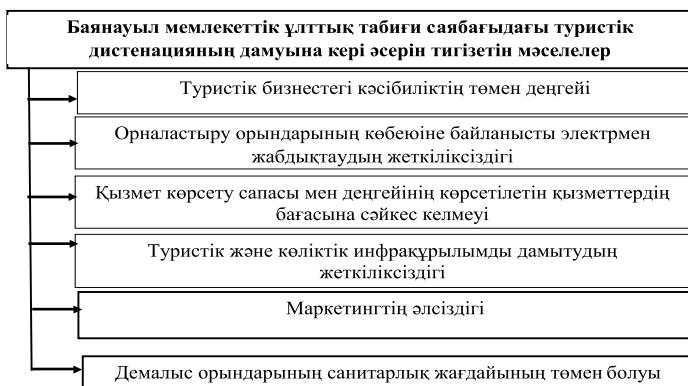 Баянауыл мемлекеттік ұлттық табиғи саябағыдағы туристік
дистенацияның дамуына кері әсерін тигізетін мәселелер
Туристік бизнестегі кәсібиліктің төмен деңгейі
Орналастыру орындарының көбеюіне байланысты электрмен
жабдықтаудың жеткіліксіздігі
Қызмет көрсету сапасы мен деңгейінің көрсетілетін қызметтердің
бағасына сәйкес келмеуі
Туристік және көліктік инфрақұрылымды дамытудың
жеткіліксіздігі
Маркетингтің әлсіздігі
Демалыс орындарының санитарлық жағдайының төмен болуы